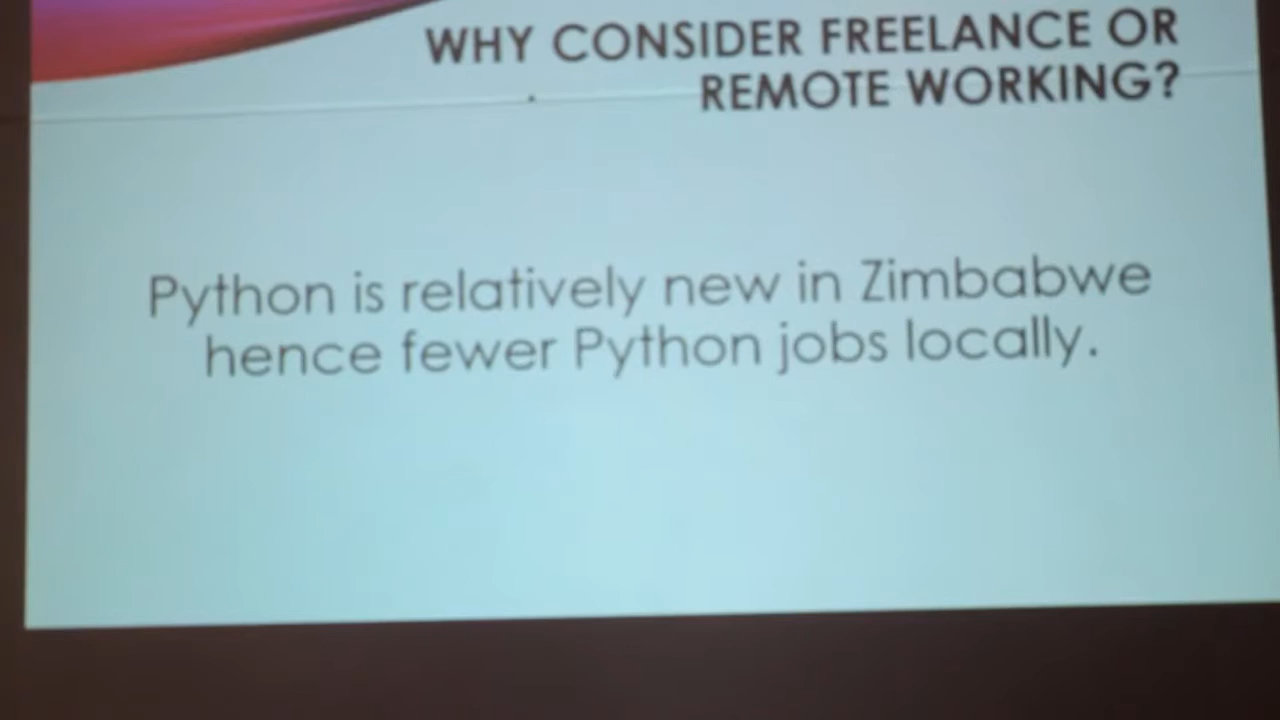 WHY CONSIDER FREELANCE OR
REMOTE WORKING?
Python is relatively new in Zimbabwe
hence fewer Python jobs locally.